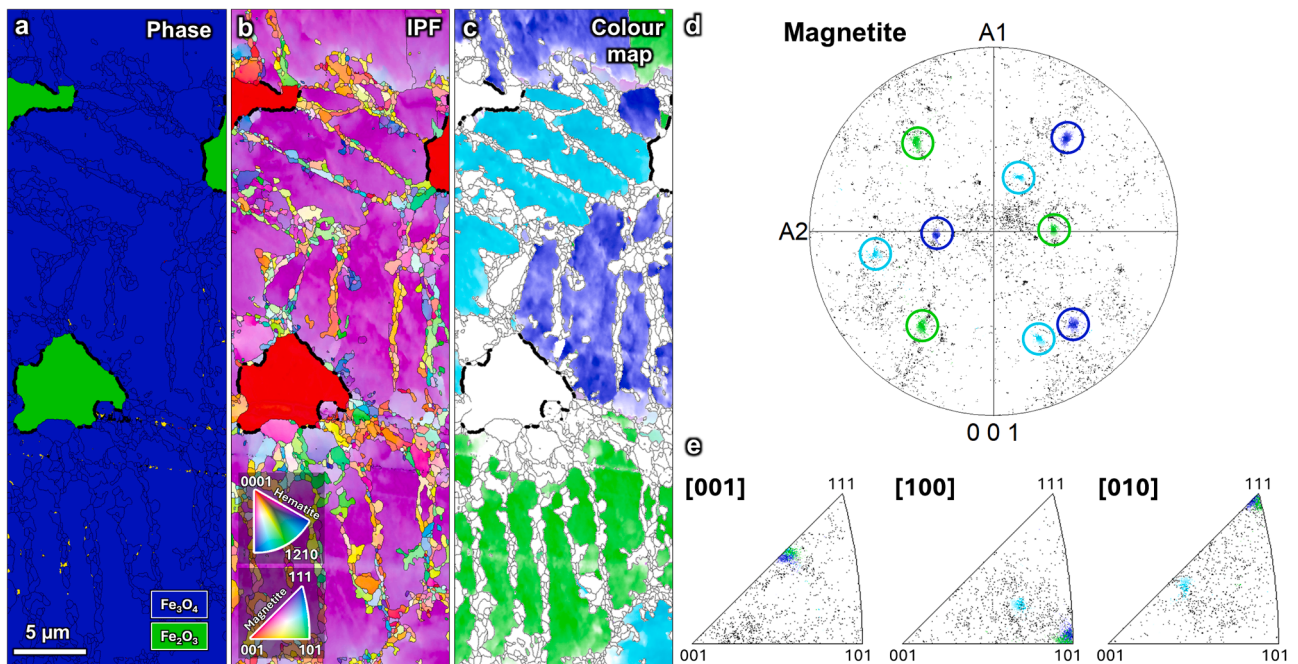 a
Phase
Fe₃O₄
Fe₂O₃
5 µm
b
IPF
0001
Hematite
1210
111
Magnetite
001
101
c
Colour
map
d
Magnetite
A1
A2
0 0 1
e
[001]
111
001
101
[100]
111
001
101
[010]
111
001
101